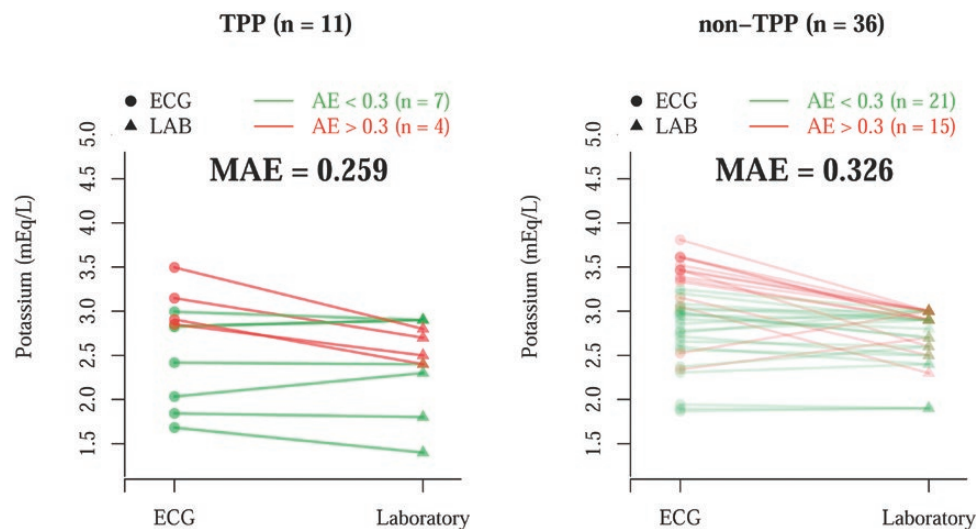 TPP (n = 11)
ECG
LAB
AE < 0.3 (n = 7)
AE > 0.3 (n = 4)
MAE = 0.259
Potassium (mEq/L)
5.0
4.5
4.0
3.5
3.0
2.5
2.0
1.5
ECG
Laboratory
non–TPP (n = 36)
ECG
LAB
AE < 0.3 (n = 21)
AE > 0.3 (n = 15)
MAE = 0.326
Potassium (mEq/L)
5.0
4.5
4.0
3.5
3.0
2.5
2.0
1.5
ECG
Laboratory